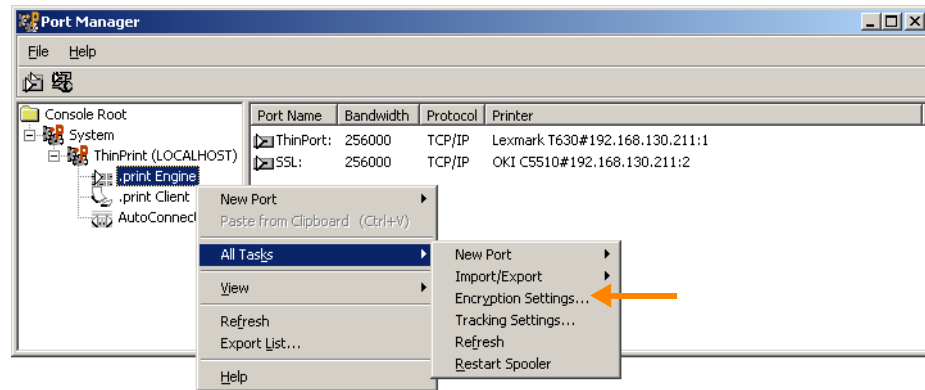 Port Manager
File Help
Console Root
System
ThinPrint (LOCALHOST)
.print Engine
.print Client
AutoConnect
Port Name Bandwidth Protocol Printer
ThinPort: 256000 TCP/IP Lexmark T630#192.168.130.211:1
SSL: 256000 TCP/IP OKI C5510#192.168.130.211:2
New Port
Paste from Clipboard (Ctrl+V)
All Tasks
View
Refresh
Export List...
Help
New Port
Import/Export
Encryption Settings...
Tracking Settings...
Refresh
Restart Spooler